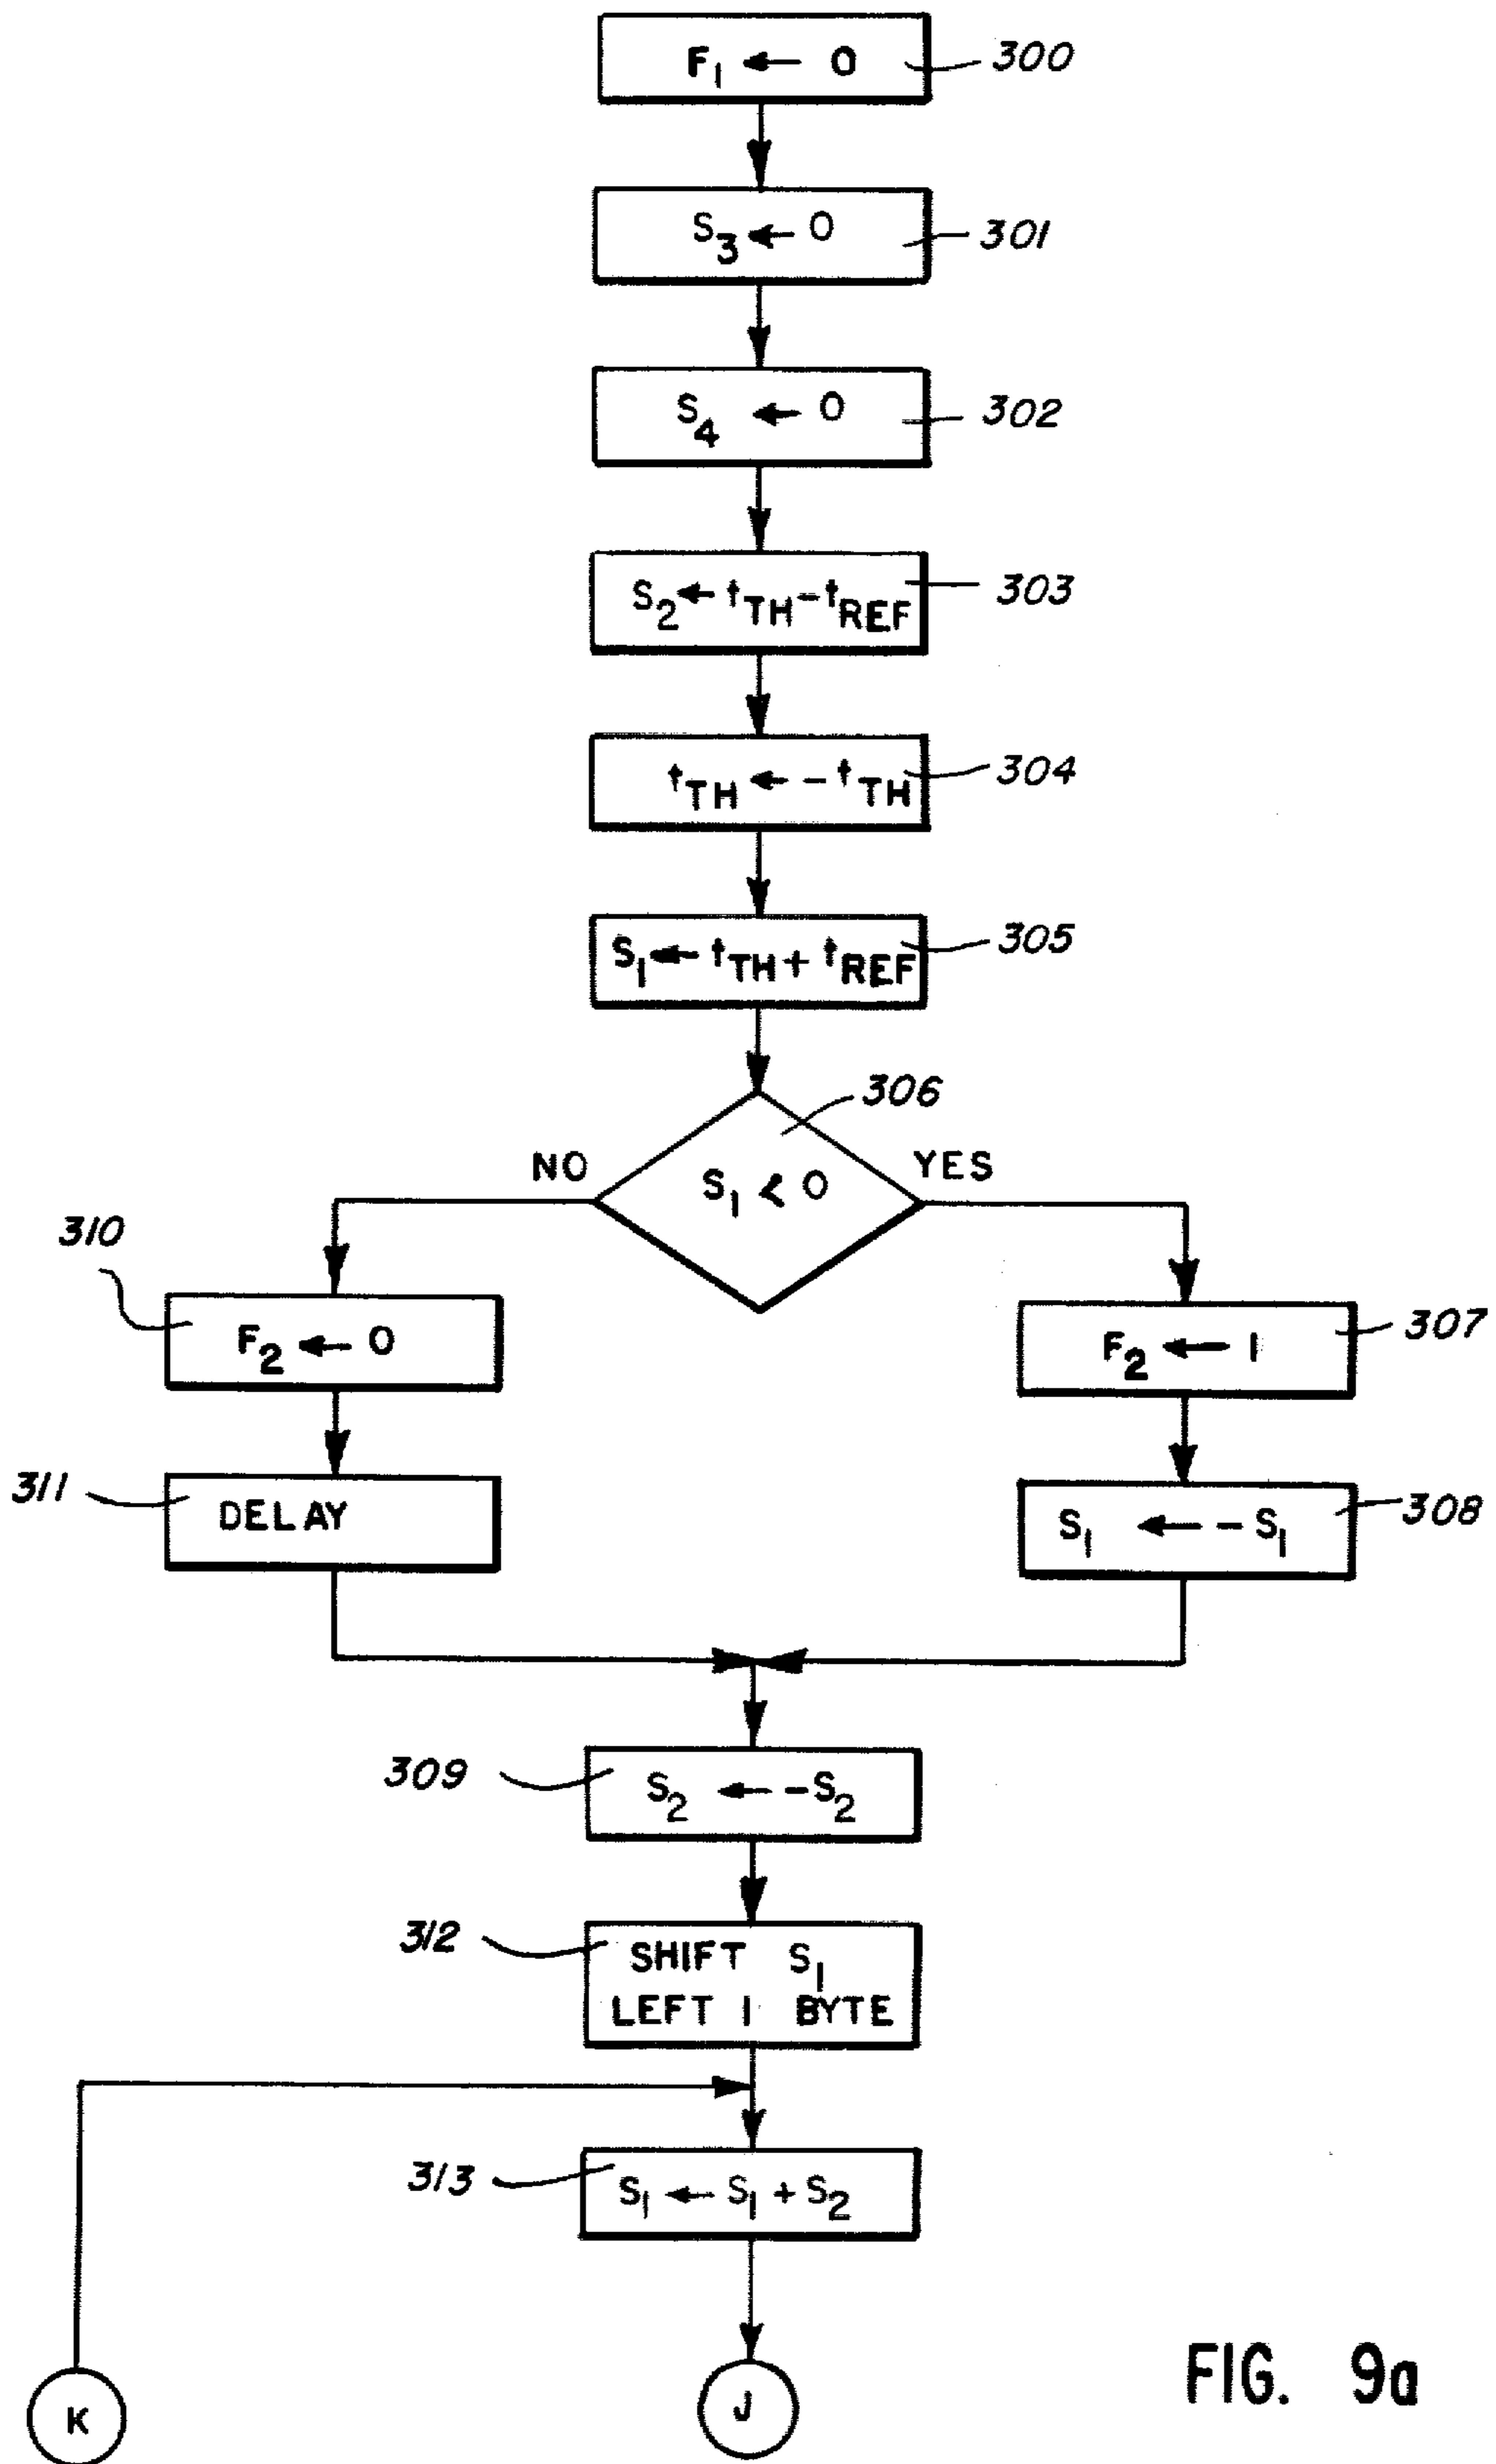 F₁ ← 0 300
S₃ ← 0 301
S₄ ← 0 302
S₂ ← tTH - tREF 303
tTH ← - tTH 304
S₁ ← tTH + tREF 305
306
NO S₁ < 0 YES
310 F₂ ← 0
F₂ ← 1 307
311 DELAY
S₁ ← - S₁ 308
309 S₂ ← - S₂
312 SHIFT S₁
LEFT 1 BYTE
313 S₁ ← S₁ + S₂
K J
FIG. 9a